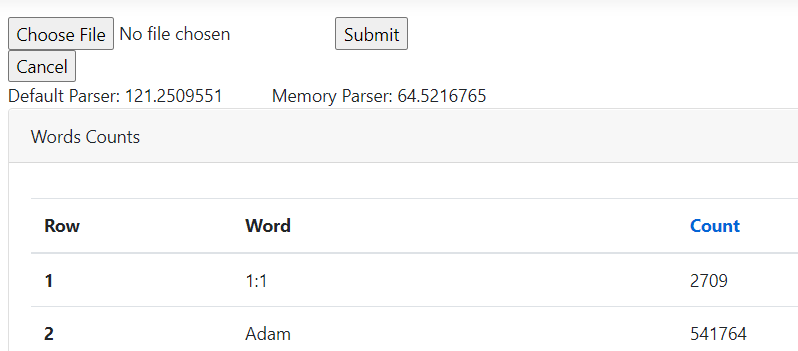 Choose File No file chosen Submit
Cancel
Default Parser: 121.2509551 Memory Parser: 64.5216765
Words Counts
Row Word Count
1 1:1 2709
2 Adam 541764